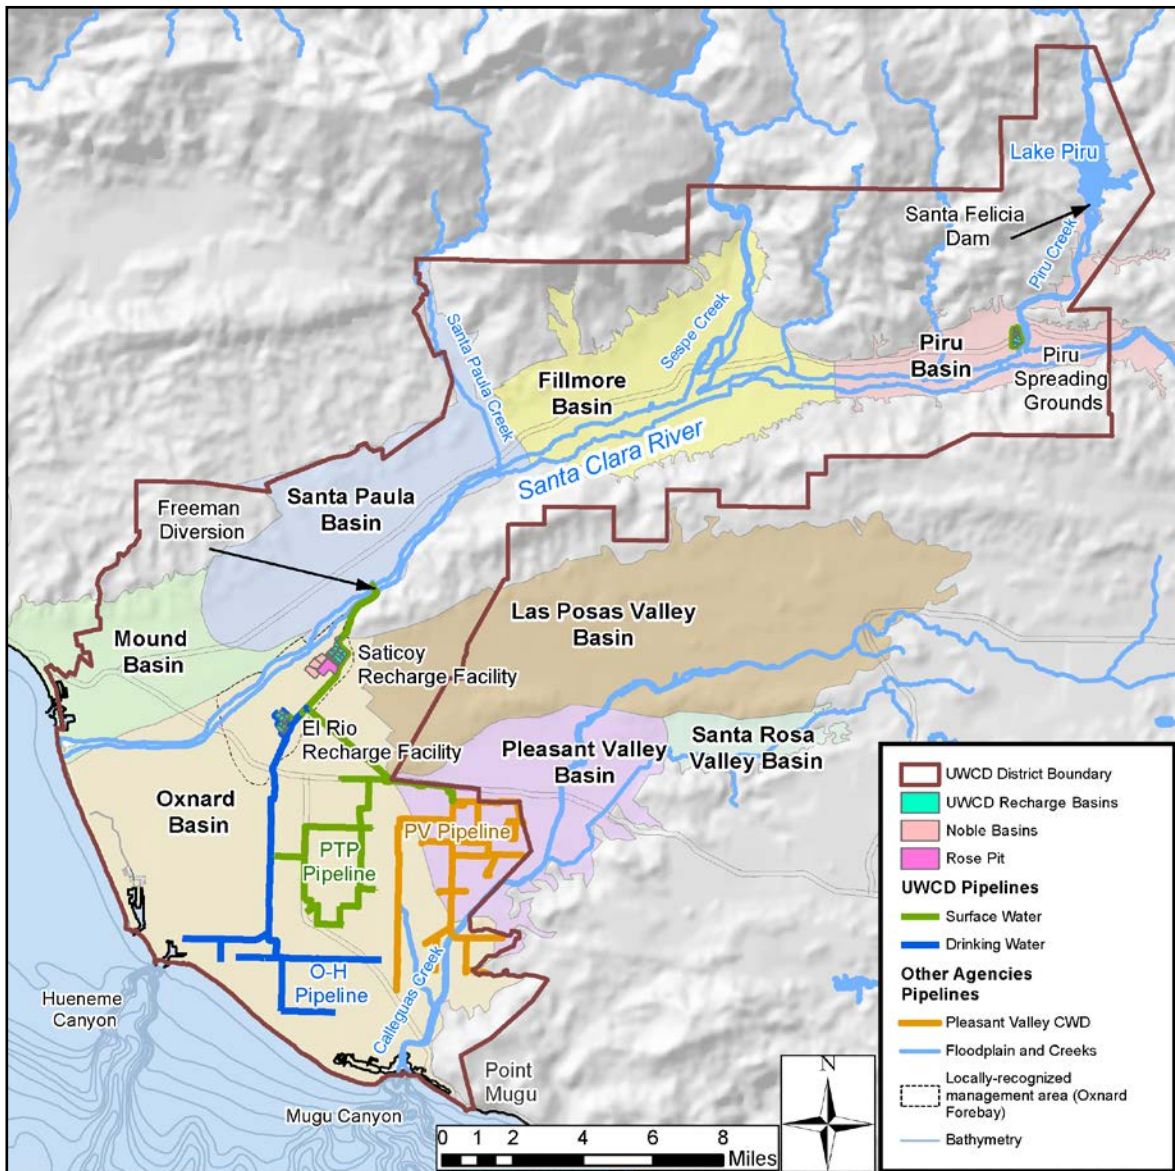 Lake Piru
Santa Felicia
Dam
Piru Creek
Santa Paula Creek
Sespe Creek
Fillmore
Basin
Piru
Basin
Piru
Spreading
Grounds
Santa Clara River
Santa Paula
Basin
Freeman
Diversion
Las Posas Valley
Basin
Mound
Basin
Saticoy
Recharge Facility
El Rio
Recharge Facility
Pleasant Valley
Basin
Santa Rosa
Valley Basin
Oxnard
Basin
PV Pipeline
PTP
Pipeline
O-H
Pipeline
Calleguas Creek
Hueneme
Canyon
Mugu Canyon
Point
Mugu
UWCD District Boundary
UWCD Recharge Basins
Noble Basins
Rose Pit
UWCD Pipelines
Surface Water
Drinking Water
Other Agencies
Pipelines
Pleasant Valley CWD
Floodplain and Creeks
Locally-recognized
management area (Oxnard
Forebay)
Bathymetry
N
0 1 2 4 6 8
Miles